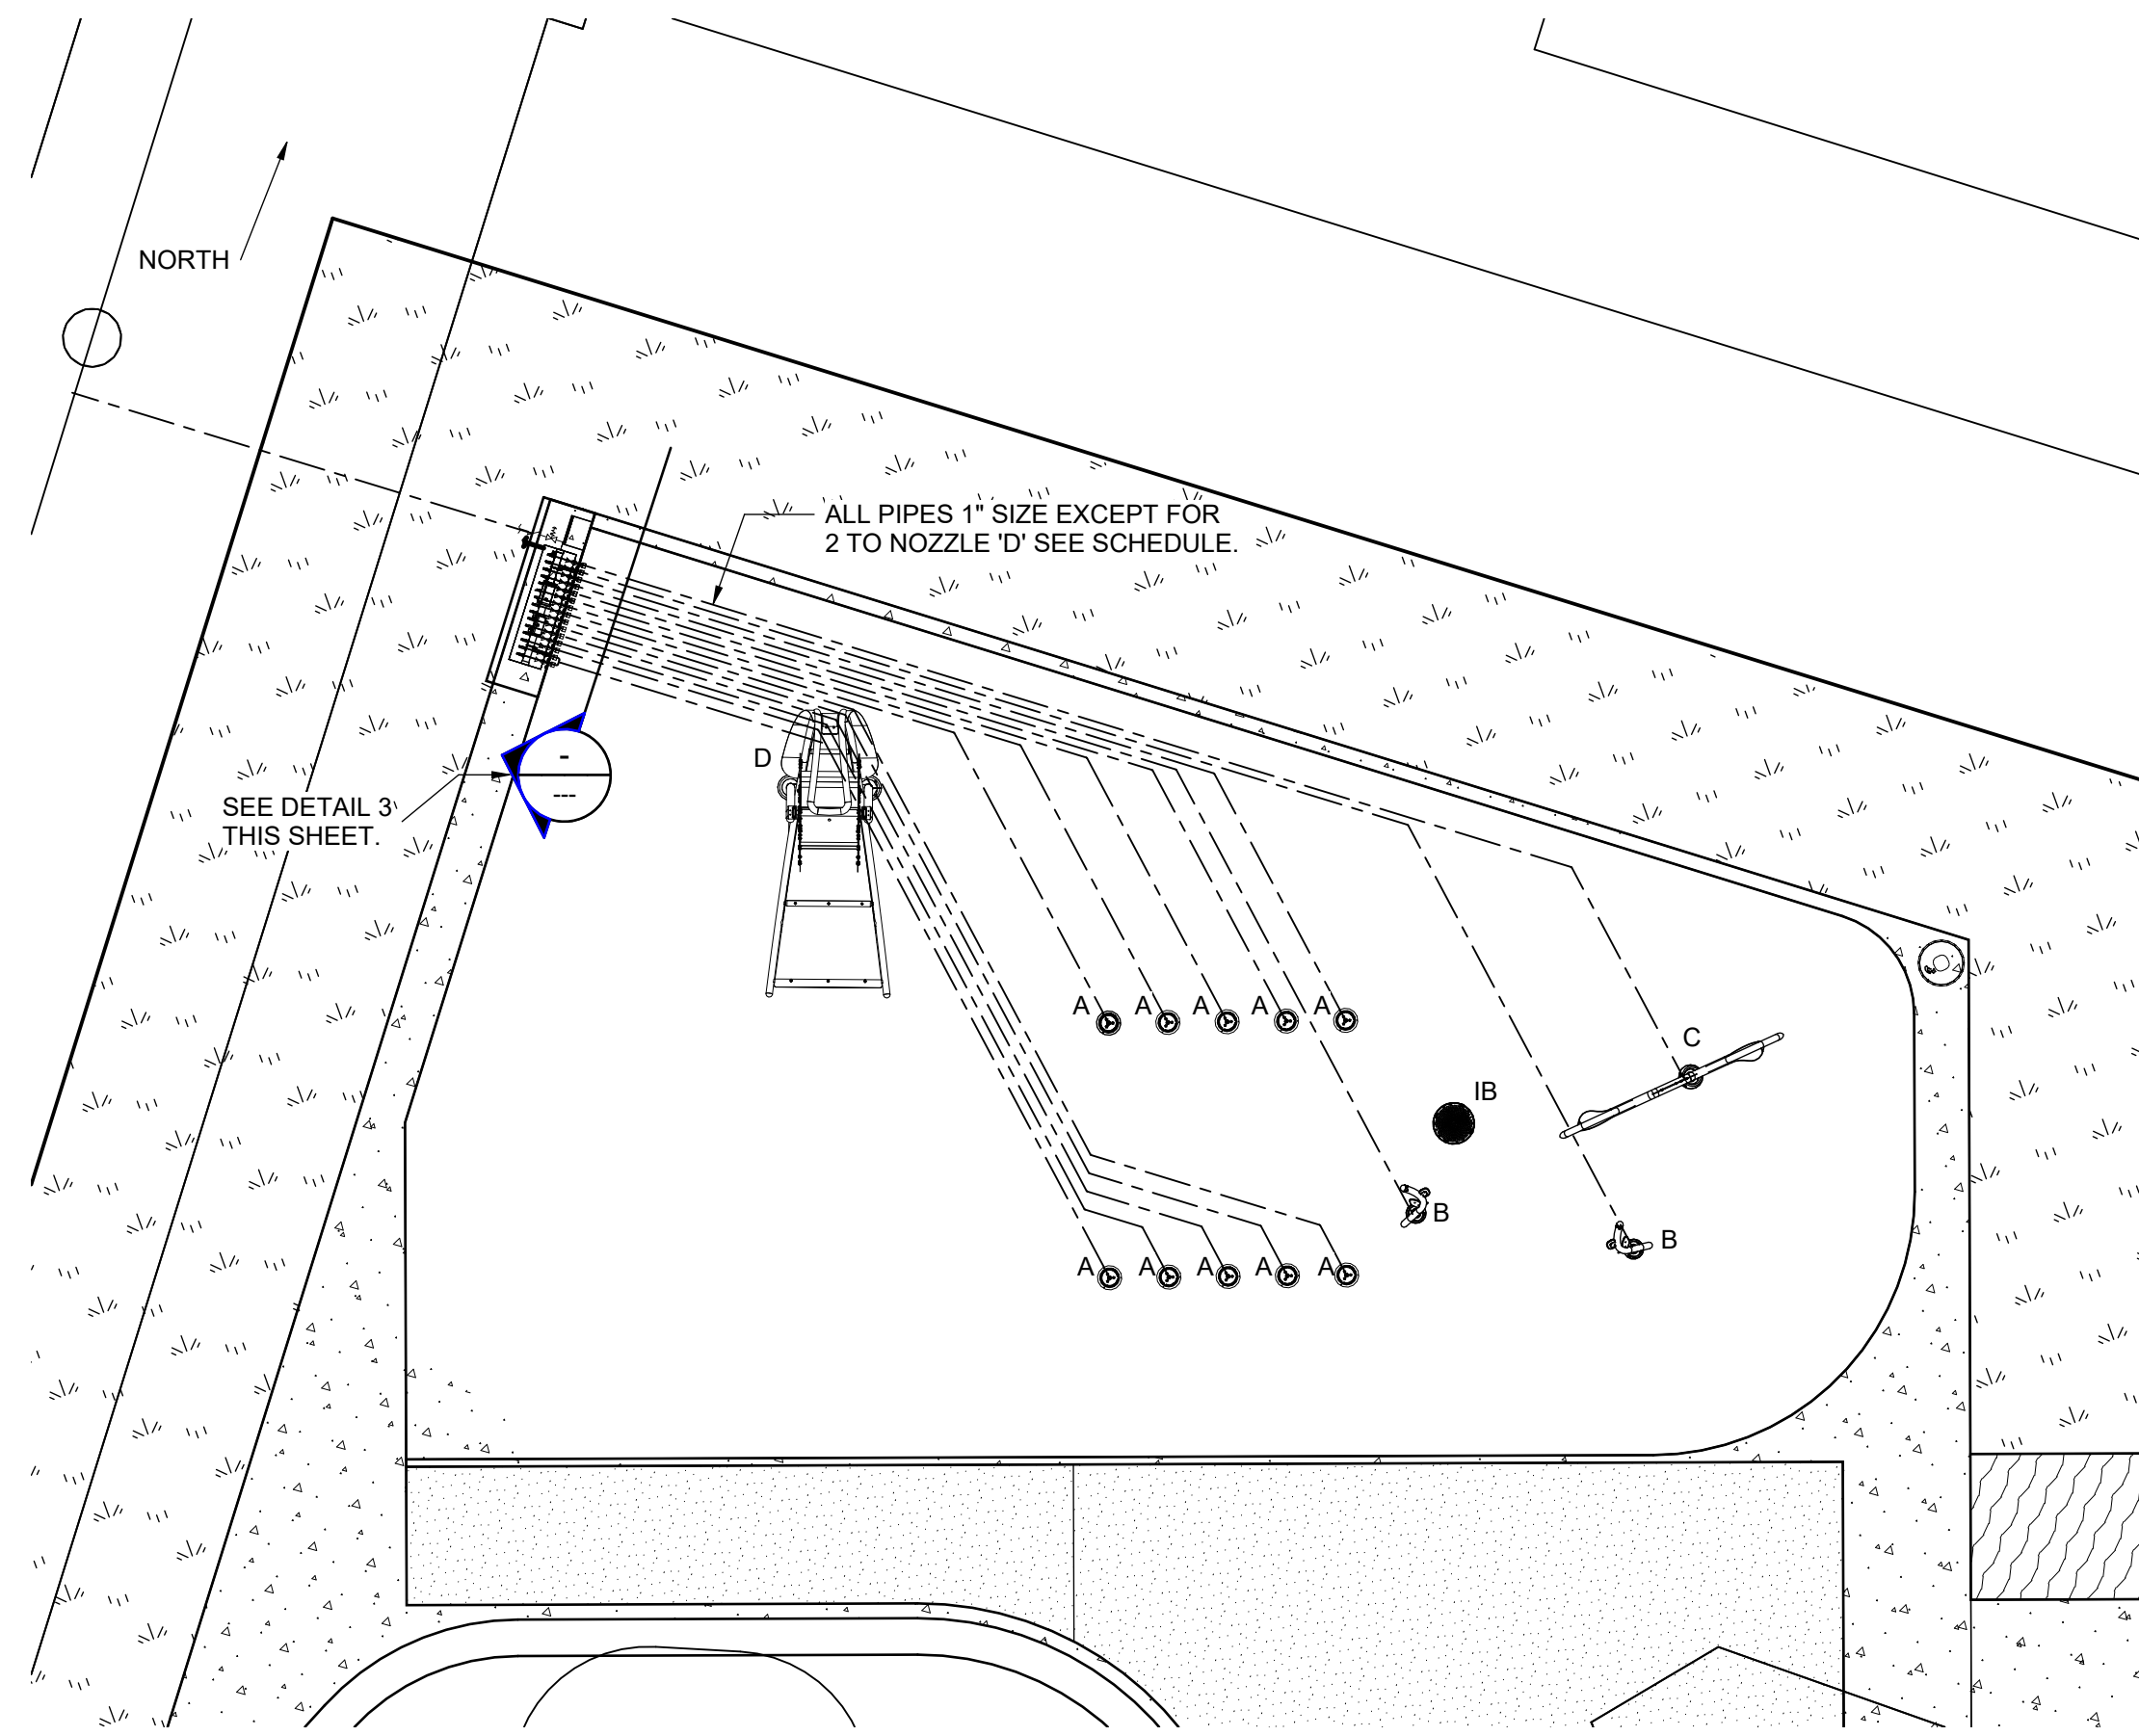 NORTH
ALL PIPES 1" SIZE EXCEPT FOR
2 TO NOZZLE 'D' SEE SCHEDULE.
D
-
---
SEE DETAIL 3
THIS SHEET.
A A A A A
C
IB
B
B
A A A A A